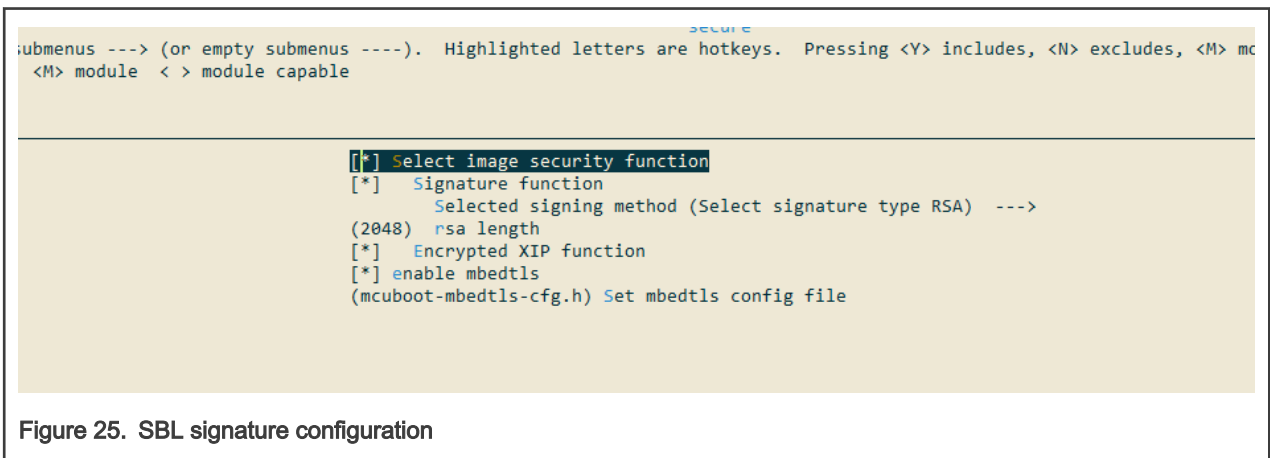 secure
submenus ---> (or empty submenus ----).  Highlighted letters are hotkeys.  Pressing <Y> includes, <N> excludes, <M> mo
<M> module  < > module capable
[*] Select image security function
[*]   Signature function
Selected signing method (Select signature type RSA)  --->
(2048)  rsa length
[*]   Encrypted XIP function
[*] enable mbedtls
(mcuboot-mbedtls-cfg.h) Set mbedtls config file
Figure 25.  SBL signature configuration